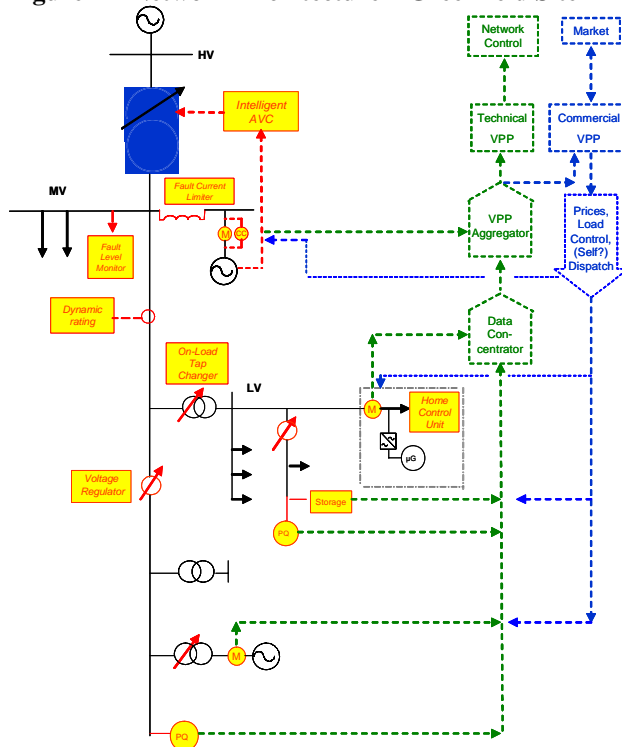 Network
Control
Market
HV
Intelligent
AVC
Technical
VPP
Commercial
VPP
MV
Fault Current
Limiter
M
CC
Fault
Level
Monitor
VPP
Aggregator
Prices,
Load
Control,
(Self?)
Dispatch
Dynamic
rating
Data
Con-
centrator
On-Load
Tap
Changer
LV
M
Home
Control
Unit
µG
Voltage
Regulator
Storage
PQ
M
PQ